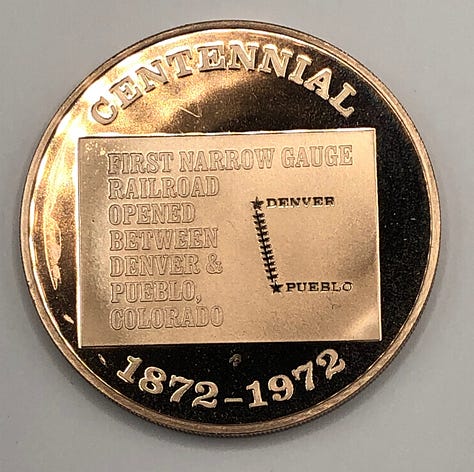 CENTENNIAL
FIRST NARROW GAUGE
RAILROAD
OPENED
BETWEEN
DENVER &
PUEBLO,
COLORADO
DENVER
PUEBLO
1872-1972